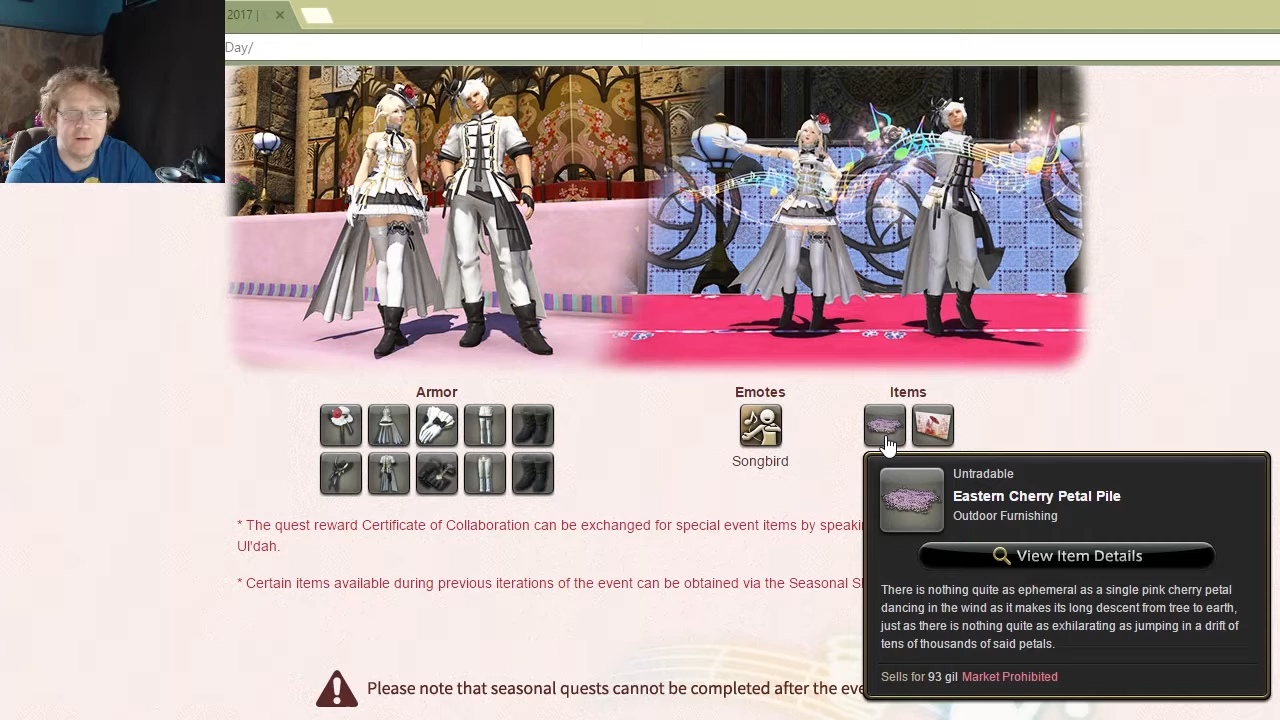 2017 |
Day/
Armor
Emotes
Items
Songbird
Untradable
Eastern Cherry Petal Pile
Outdoor Furnishing
View Item Details
There is nothing quite as ephemeral as a single pink cherry petal
dancing in the wind as it makes its long descent from tree to earth,
just as there is nothing quite as exhilarating as jumping in a drift of
tens of thousands of said petals.
Sells for 93 gil Market Prohibited
* The quest reward Certificate of Collaboration can be exchanged for special event items by speakin
Ul'dah.
* Certain items available during previous iterations of the event can be obtained via the Seasonal S
Please note that seasonal quests cannot be completed after the eve